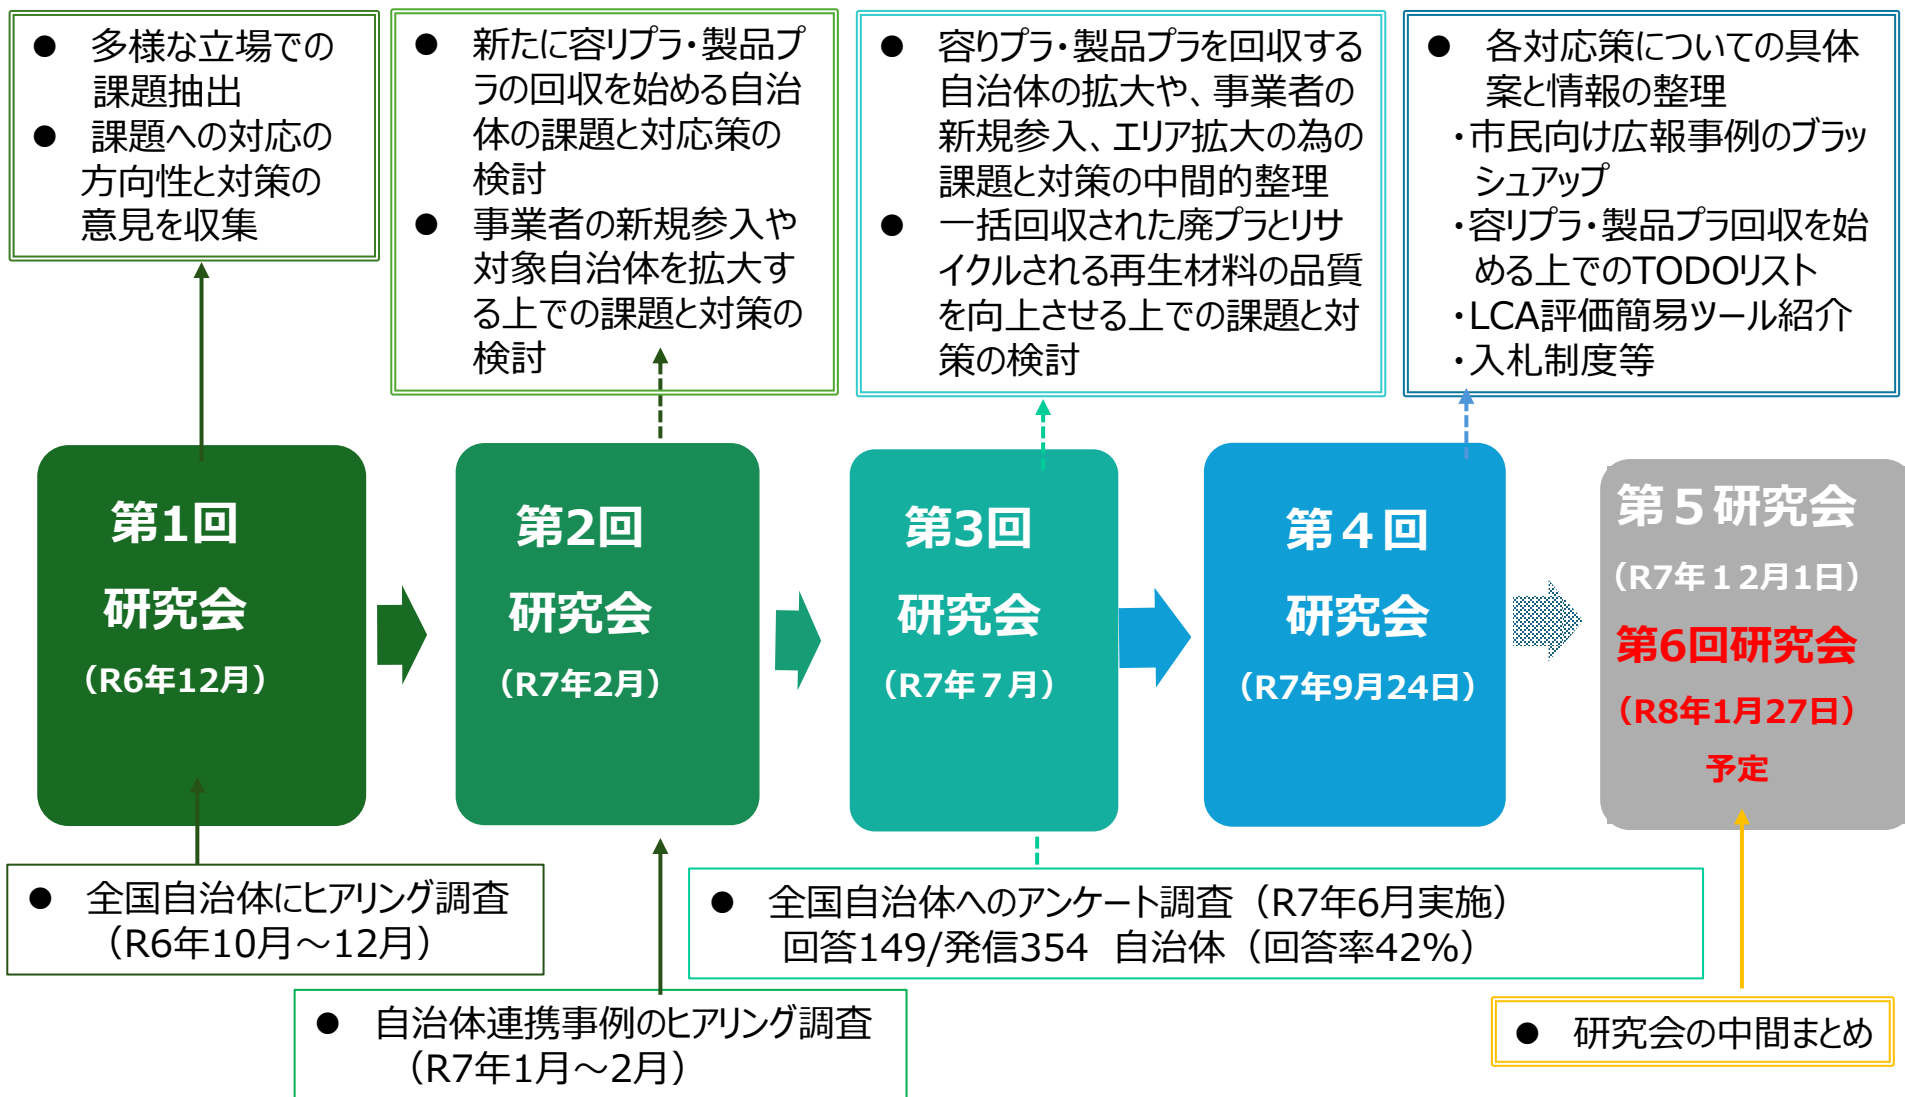 ● 多様な立場での
課題抽出
● 課題への対応の
方向性と対策の
意見を収集
● 新たに容リプラ・製品プ
ラの回収を始める自治
体の課題と対応策の
検討
● 事業者の新規参入や
対象自治体を拡大す
る上での課題と対策の
検討
● 容りプラ・製品プラを回収する
自治体の拡大や、事業者の
新規参入、エリア拡大の為の
課題と対策の中間的整理
● 一括回収された廃プラとリサ
イクルされる再生材料の品質
を向上させる上での課題と対
策の検討
● 各対応策についての具体
案と情報の整理
・市民向け広報事例のブラッ
シュアップ
・容リプラ・製品プラ回収を始
める上でのTODOリスト
・LCA評価簡易ツール紹介
・入札制度等
第1回
研究会
（R6年12月）
第2回
研究会
（R7年2月）
第3回
研究会
（R7年７月）
第４回
研究会
（R7年9月24日）
第５研究会
（R7年１2月1日）
第6回研究会
（R8年1月27日）
予定
● 全国自治体にヒアリング調査
（R6年10月～12月）
● 自治体連携事例のヒアリング調査
（R7年1月～2月）
● 全国自治体へのアンケート調査（R7年6月実施）
回答149/発信354 自治体（回答率42%）
● 研究会の中間まとめ